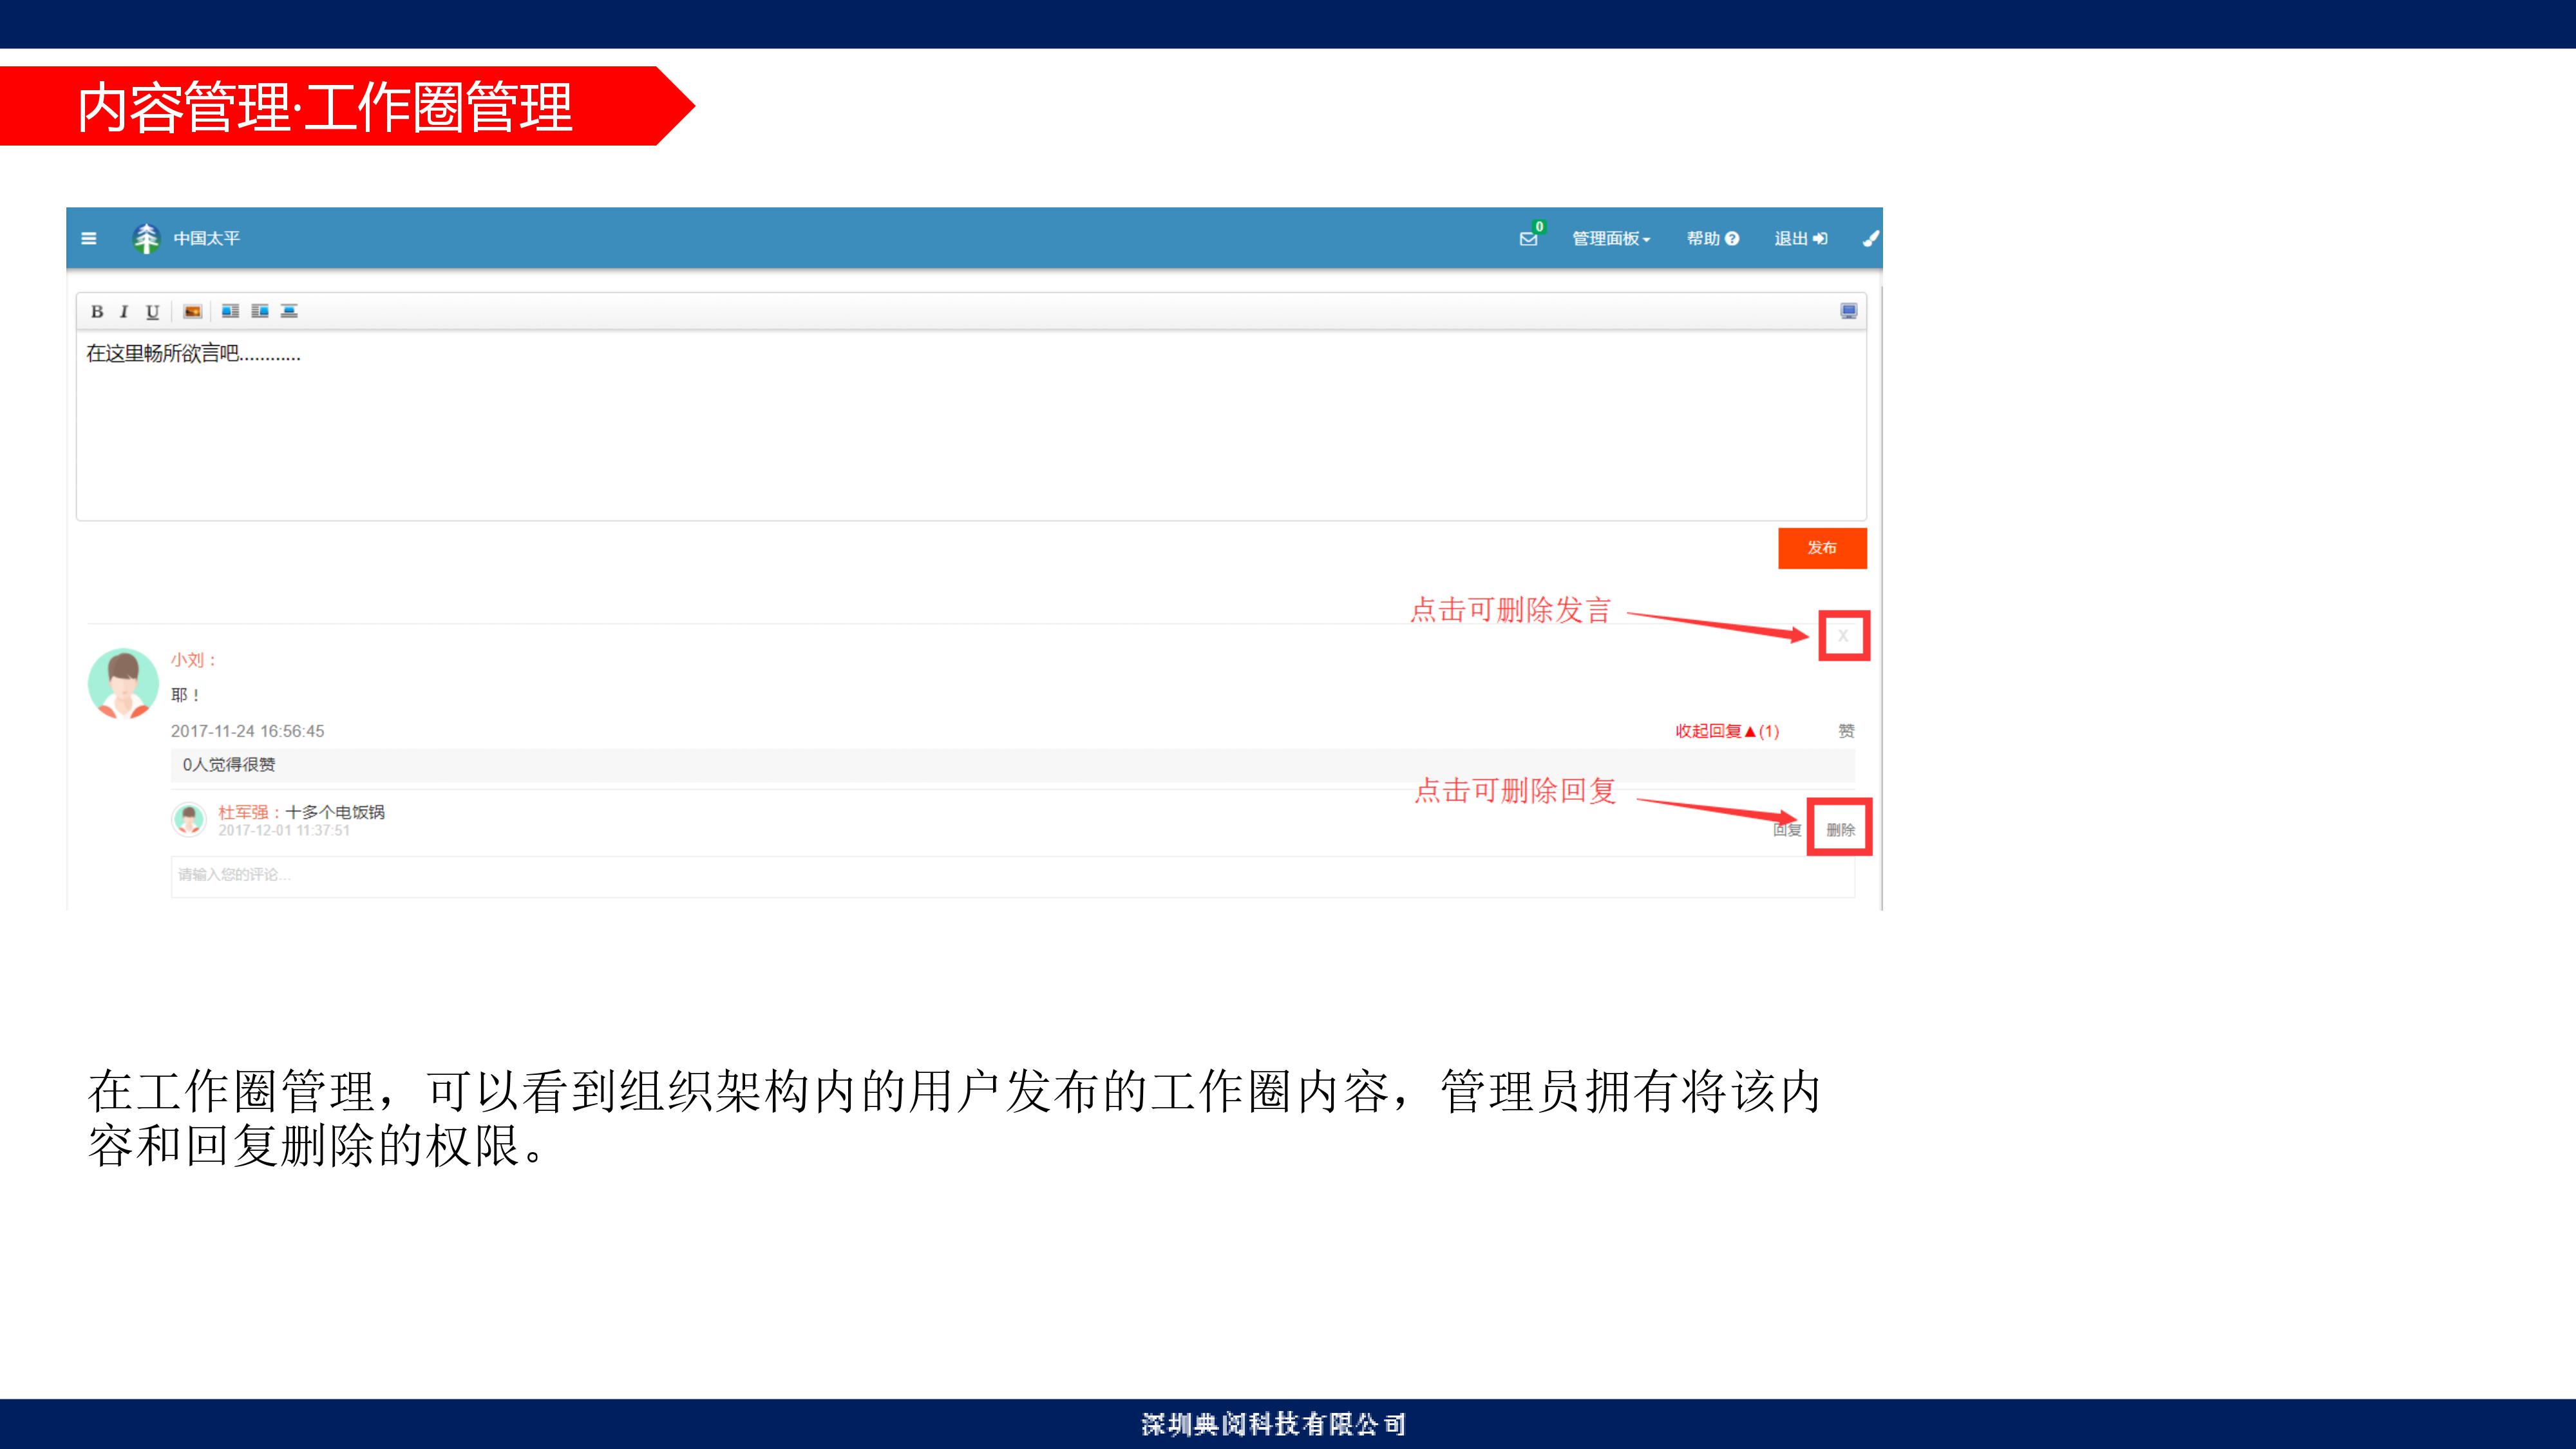 内容管理·工作圈管理
中国太平
0
管理面板
帮助
退出
B I U
在这里畅所欲言吧............
发布
点击可删除发言
X
小刘：
耶！
2017-11-24 16:56:45
收起回复▲(1)
赞
0人觉得很赞
点击可删除回复
杜军强：十多个电饭锅
2017-12-01 11:37:51
回复
删除
请输入您的评论...
在工作圈管理，可以看到组织架构内的用户发布的工作圈内容，管理员拥有将该内
容和回复删除的权限。
深圳典阅科技有限公司